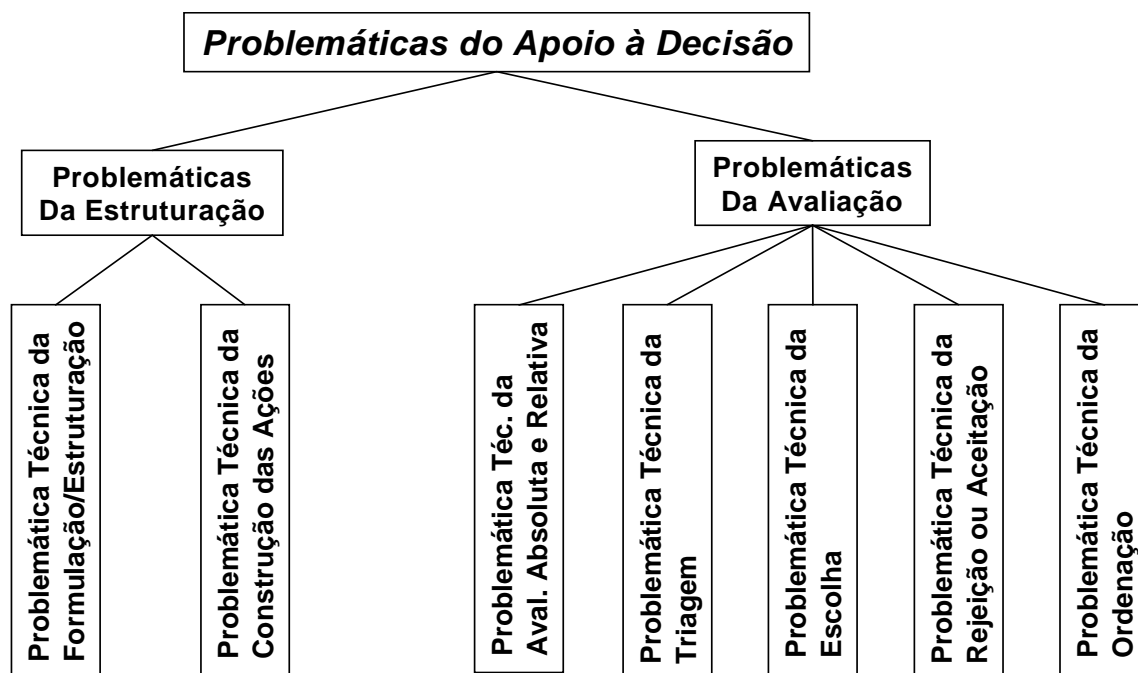 Problemáticas do Apoio à Decisão
Problemáticas
Da Estruturação
Problemáticas
Da Avaliação
Problemática Técnica da
Formulação/Estruturação
Problemática Técnica da
Construção das Ações
Problemática Téc. da
Aval. Absoluta e Relativa
Problemática Técnica da
Triagem
Problemática Técnica da
Escolha
Problemática Técnica da
Rejeição ou Aceitação
Problemática Técnica da
Ordenação